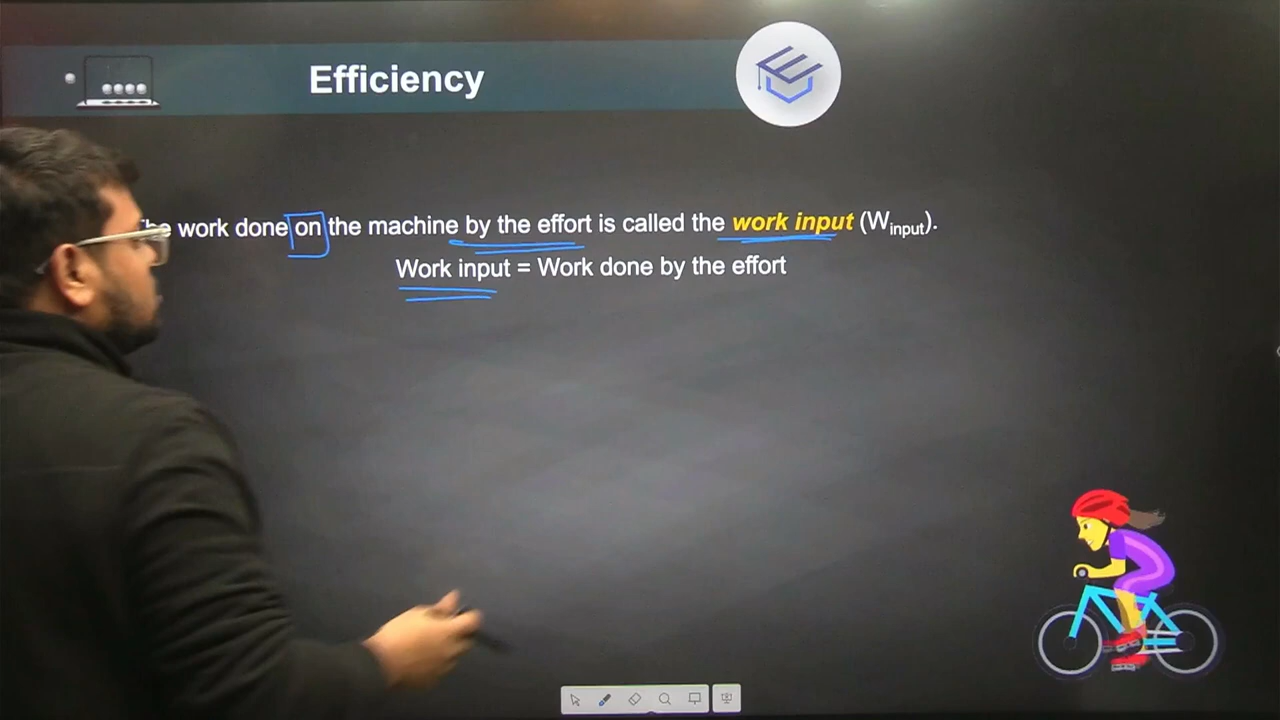 Efficiency
The work done on the machine by the effort is called the work input (Winput).
Work input = Work done by the effort